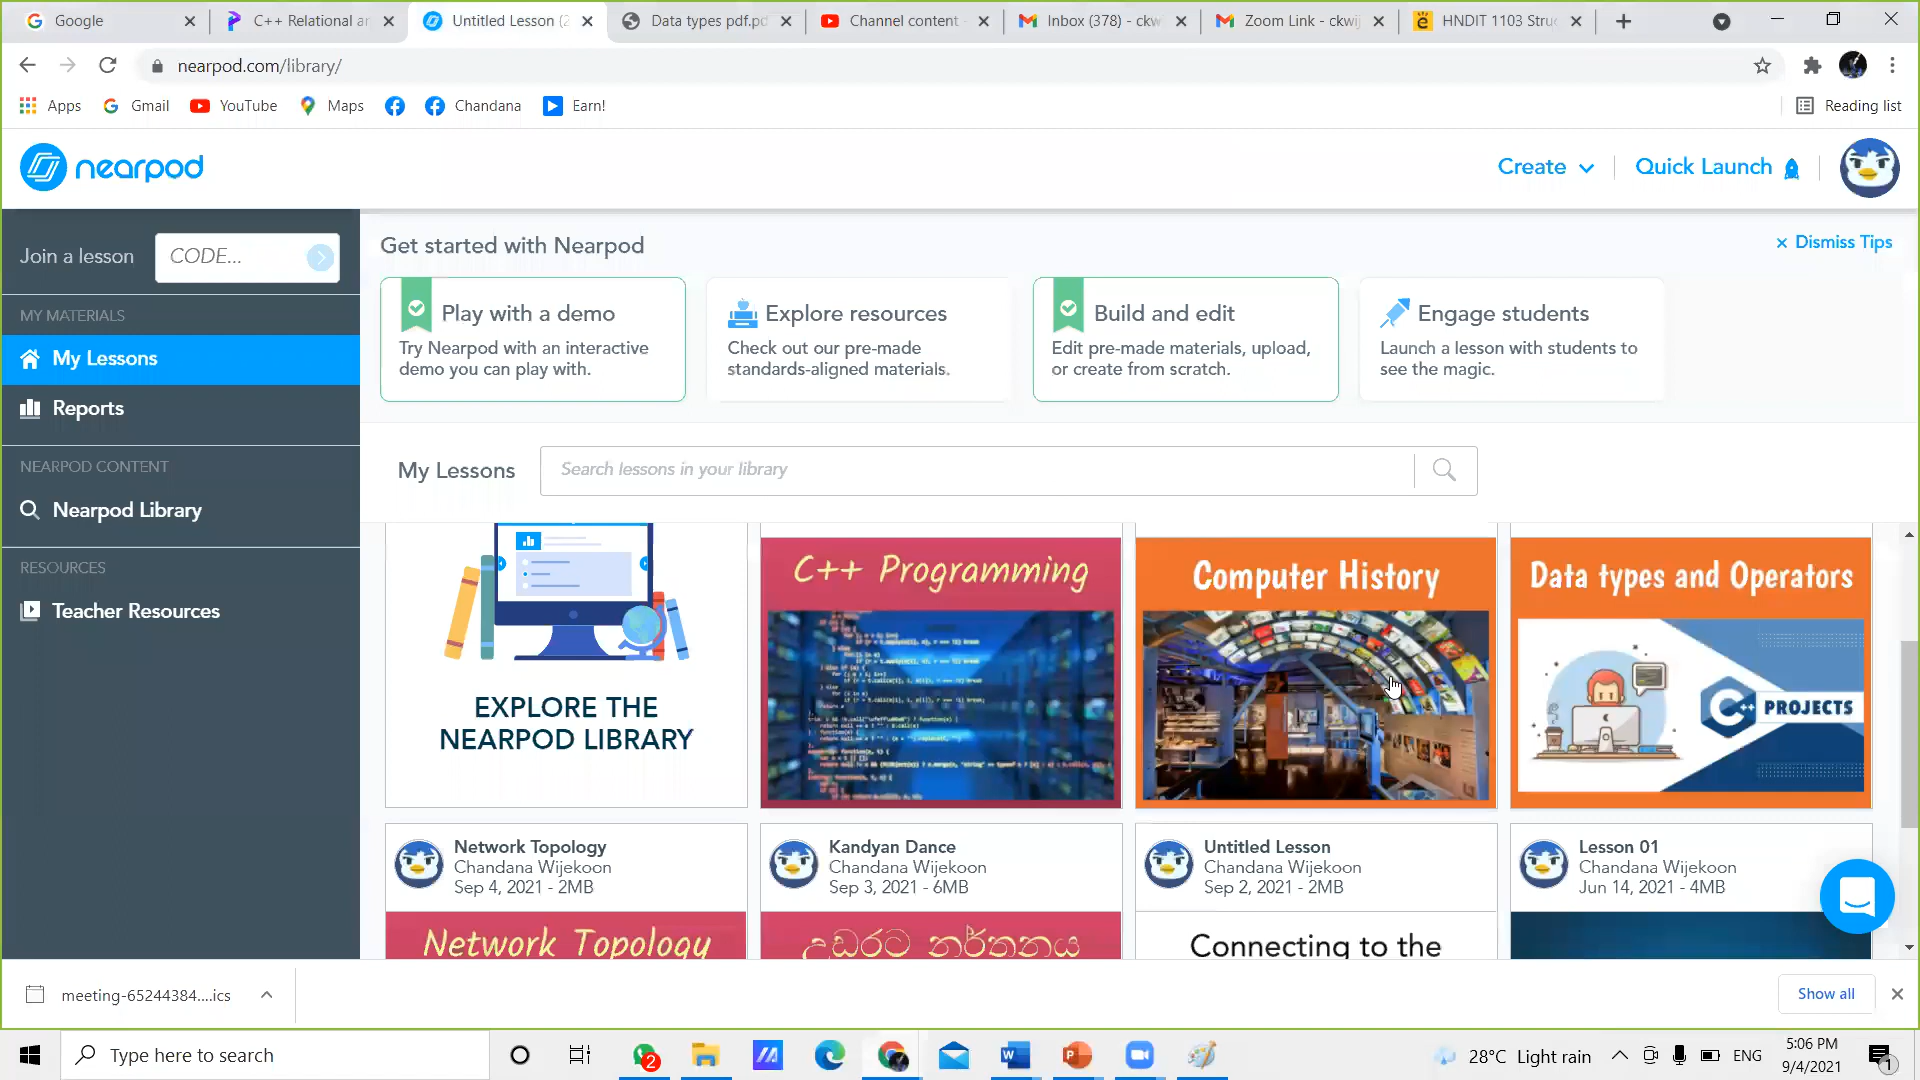 Google
C++ Relational ar
Untitled Lesson (2
Data types pdf.pd
Channel content -
Inbox (378) - ckwi
Zoom Link - ckwij
HNDIT 1103 Struc
nearpod.com/library/
Apps
Gmail
YouTube
Maps
Chandana
Earn!
Reading list
nearpod
Create
Quick Launch
Join a lesson
CODE...
Get started with Nearpod
× Dismiss Tips
MY MATERIALS
My Lessons
Reports
NEARPOD CONTENT
Nearpod Library
RESOURCES
Teacher Resources
Play with a demo
Try Nearpod with an interactive
demo you can play with.
Explore resources
Check out our pre-made
standards-aligned materials.
Build and edit
Edit pre-made materials, upload,
or create from scratch.
Engage students
Launch a lesson with students to
see the magic.
My Lessons
Search lessons in your library
EXPLORE THE
NEARPOD LIBRARY
C++ Programming
Computer History
Data types and Operators
C++ PROJECTS
Network Topology
Chandana Wijekoon
Sep 4, 2021 - 2MB
Kandyan Dance
Chandana Wijekoon
Sep 3, 2021 - 6MB
Untitled Lesson
Chandana Wijekoon
Sep 2, 2021 - 2MB
Lesson 01
Chandana Wijekoon
Jun 14, 2021 - 4MB
Network Topology
උඩරට නර්තනය
Connecting to the
meeting-65244384....ics
Show all
Type here to search
2
28°C Light rain
ENG
5:06 PM
9/4/2021
1